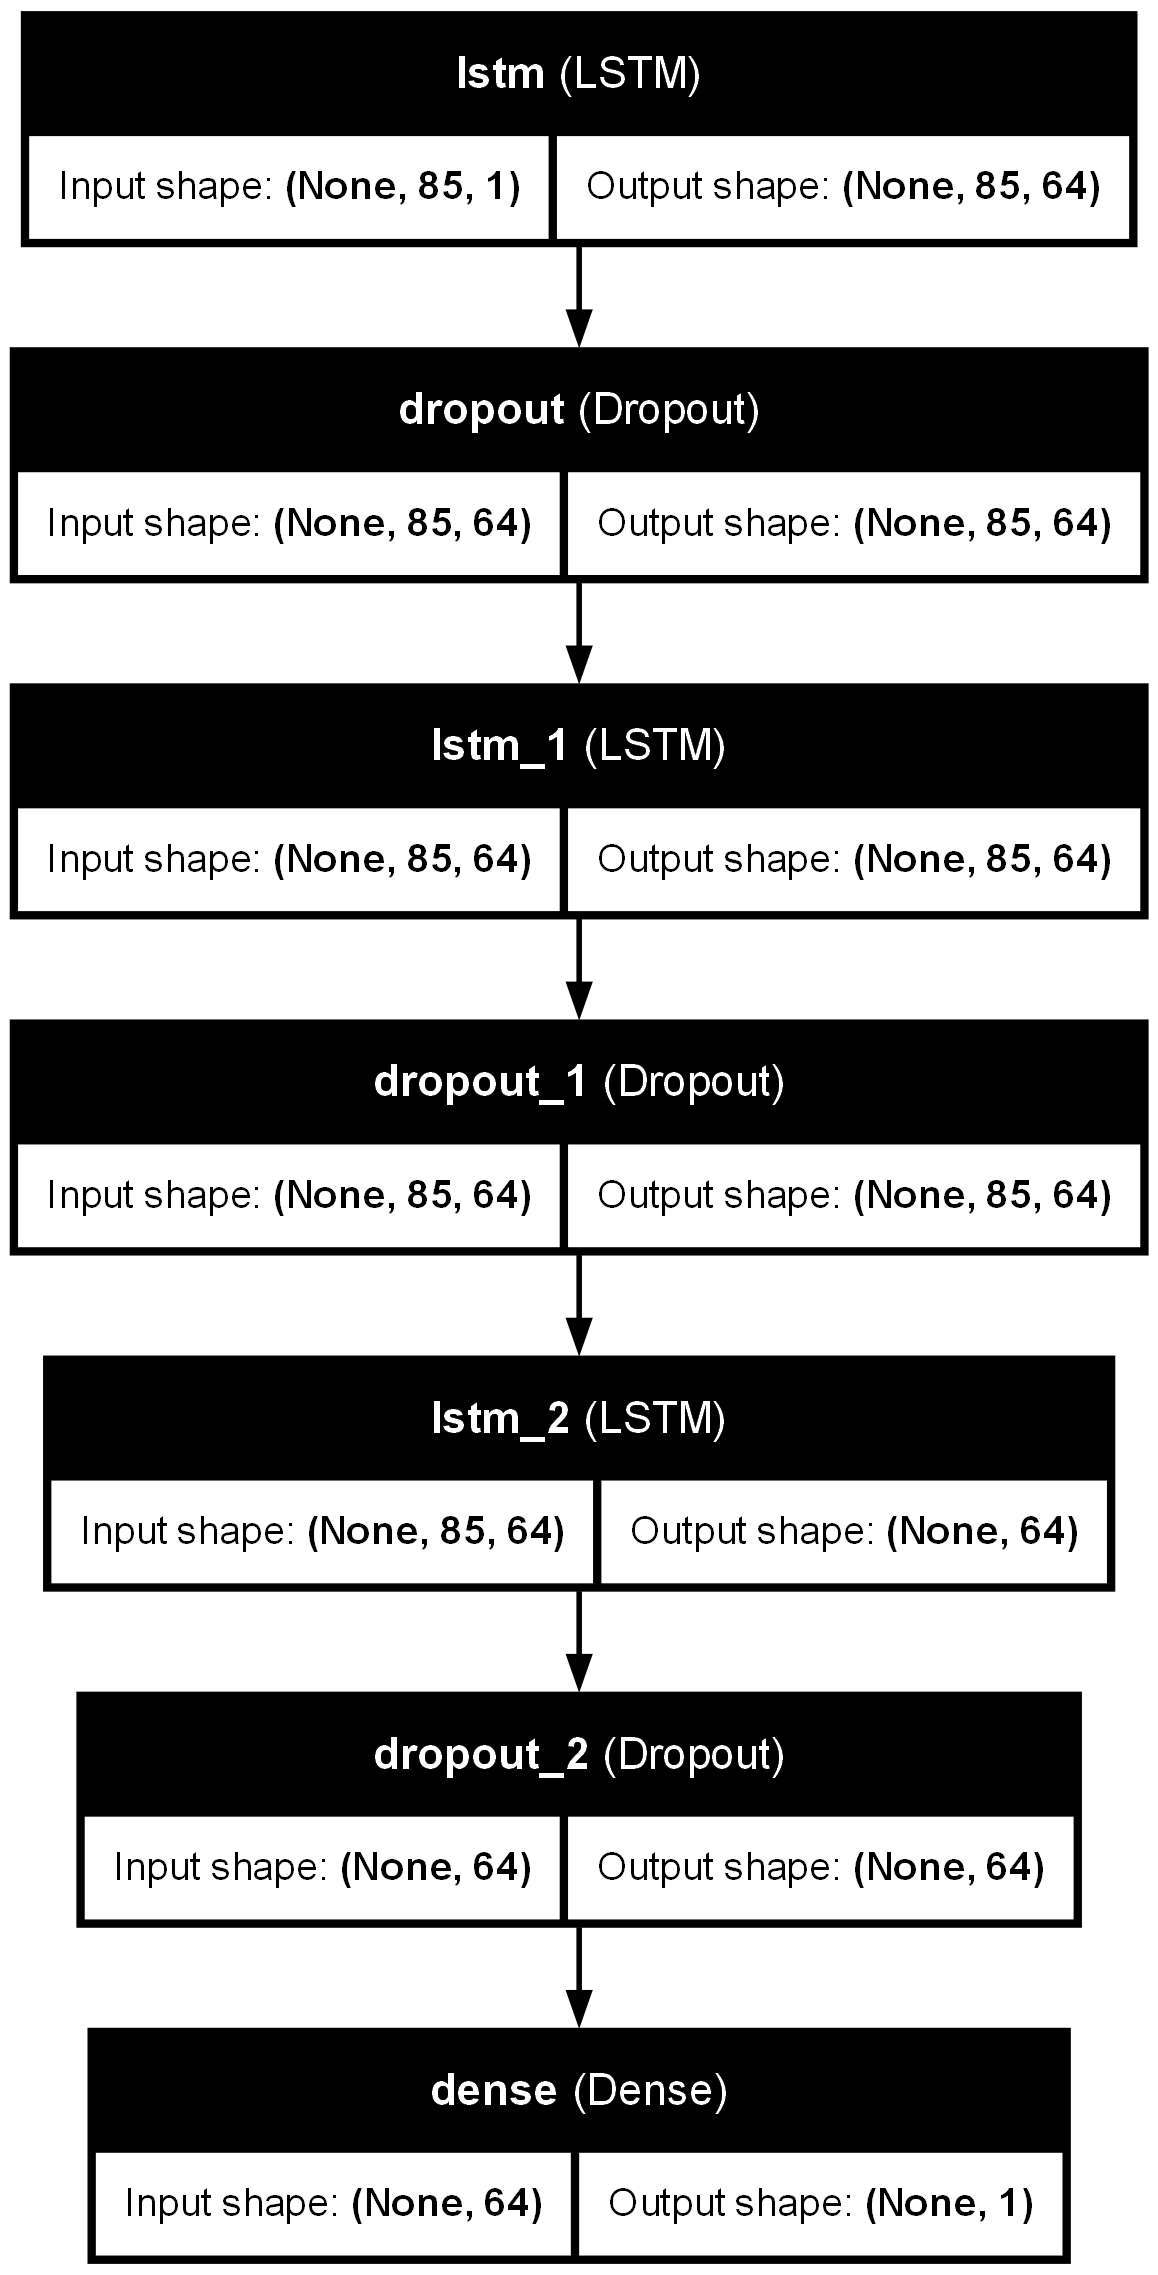 lstm (LSTM)
Input shape: (None, 85, 1) Output shape: (None, 85, 64)
dropout (Dropout)
Input shape: (None, 85, 64) Output shape: (None, 85, 64)
lstm_1 (LSTM)
Input shape: (None, 85, 64) Output shape: (None, 85, 64)
dropout_1 (Dropout)
Input shape: (None, 85, 64) Output shape: (None, 85, 64)
lstm_2 (LSTM)
Input shape: (None, 85, 64) Output shape: (None, 64)
dropout_2 (Dropout)
Input shape: (None, 64) Output shape: (None, 64)
dense (Dense)
Input shape: (None, 64) Output shape: (None, 1)